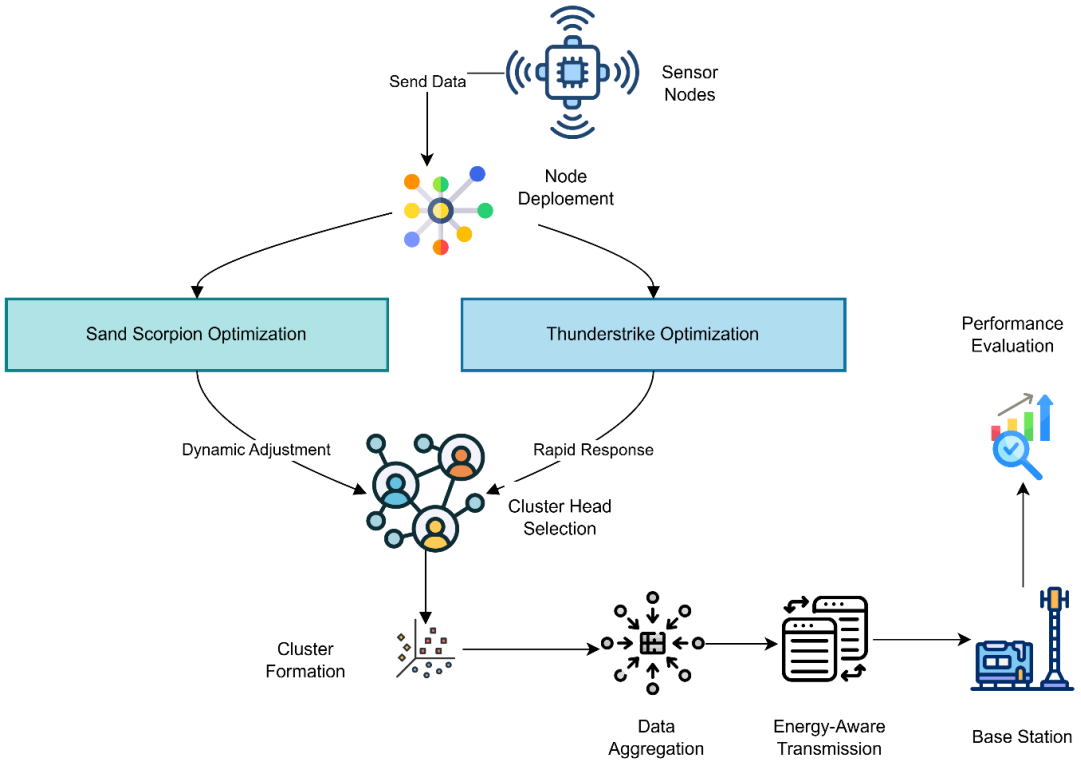 Send Data
Sensor
Nodes
Node
Deploement
Sand Scorpion Optimization
Thunderstrike Optimization
Performance
Evaluation
Dynamic Adjustment
Rapid Response
Cluster Head
Selection
Cluster
Formation
Data
Aggregation
Energy-Aware
Transmission
Base Station